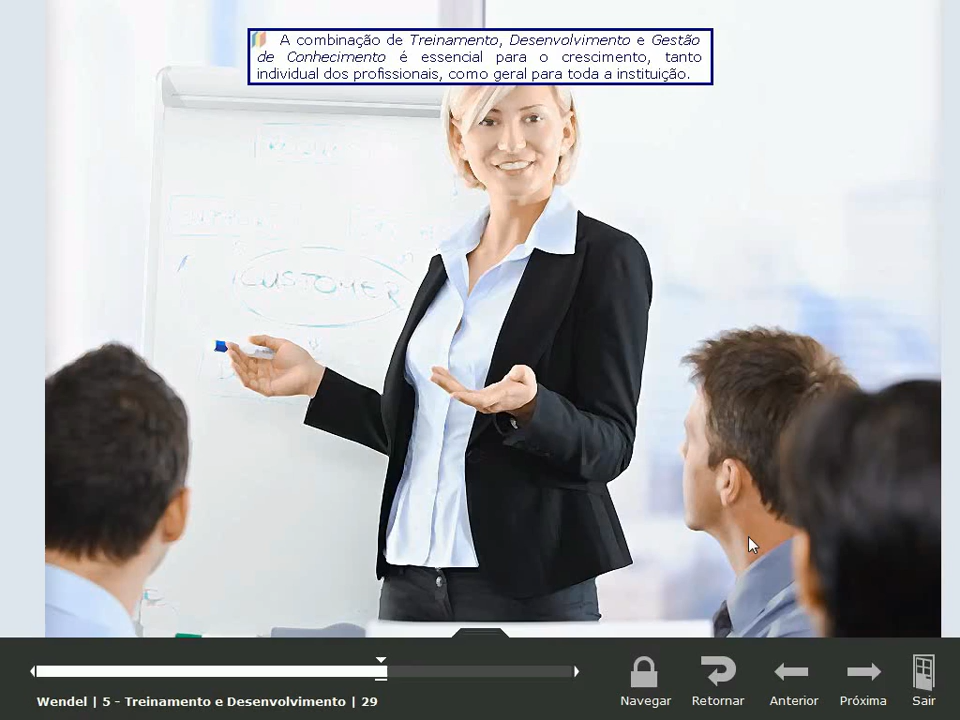 A combinação de Treinamento, Desenvolvimento e Gestão
de Conhecimento é essencial para o crescimento, tanto
individual dos profissionais, como geral para toda a instituição.
CUSTOMER
Wendel | 5 - Treinamento e Desenvolvimento | 29
Navegar
Retornar
Anterior
Próxima
Sair